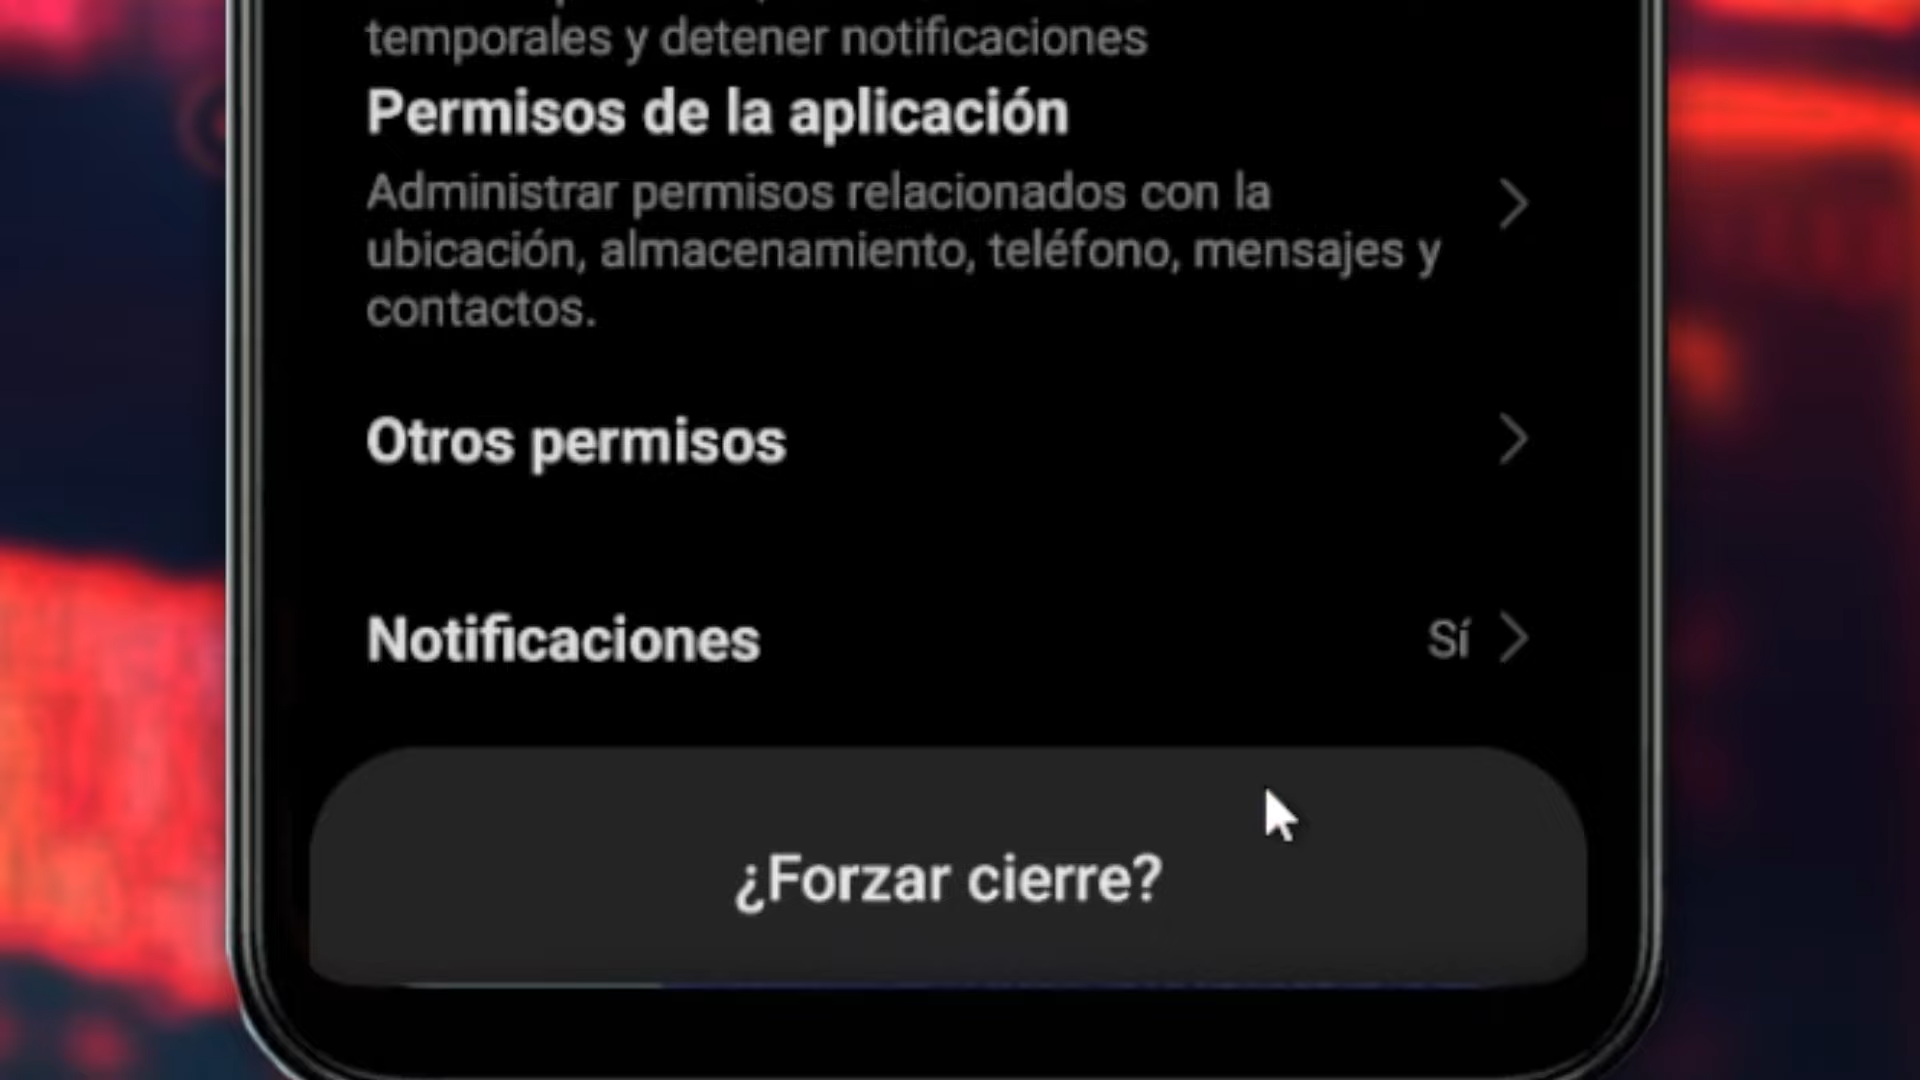 temporales y detener notificaciones
Permisos de la aplicación
Administrar permisos relacionados con la
ubicación, almacenamiento, teléfono, mensajes y
contactos.
Otros permisos
Notificaciones Sí
¿Forzar cierre?